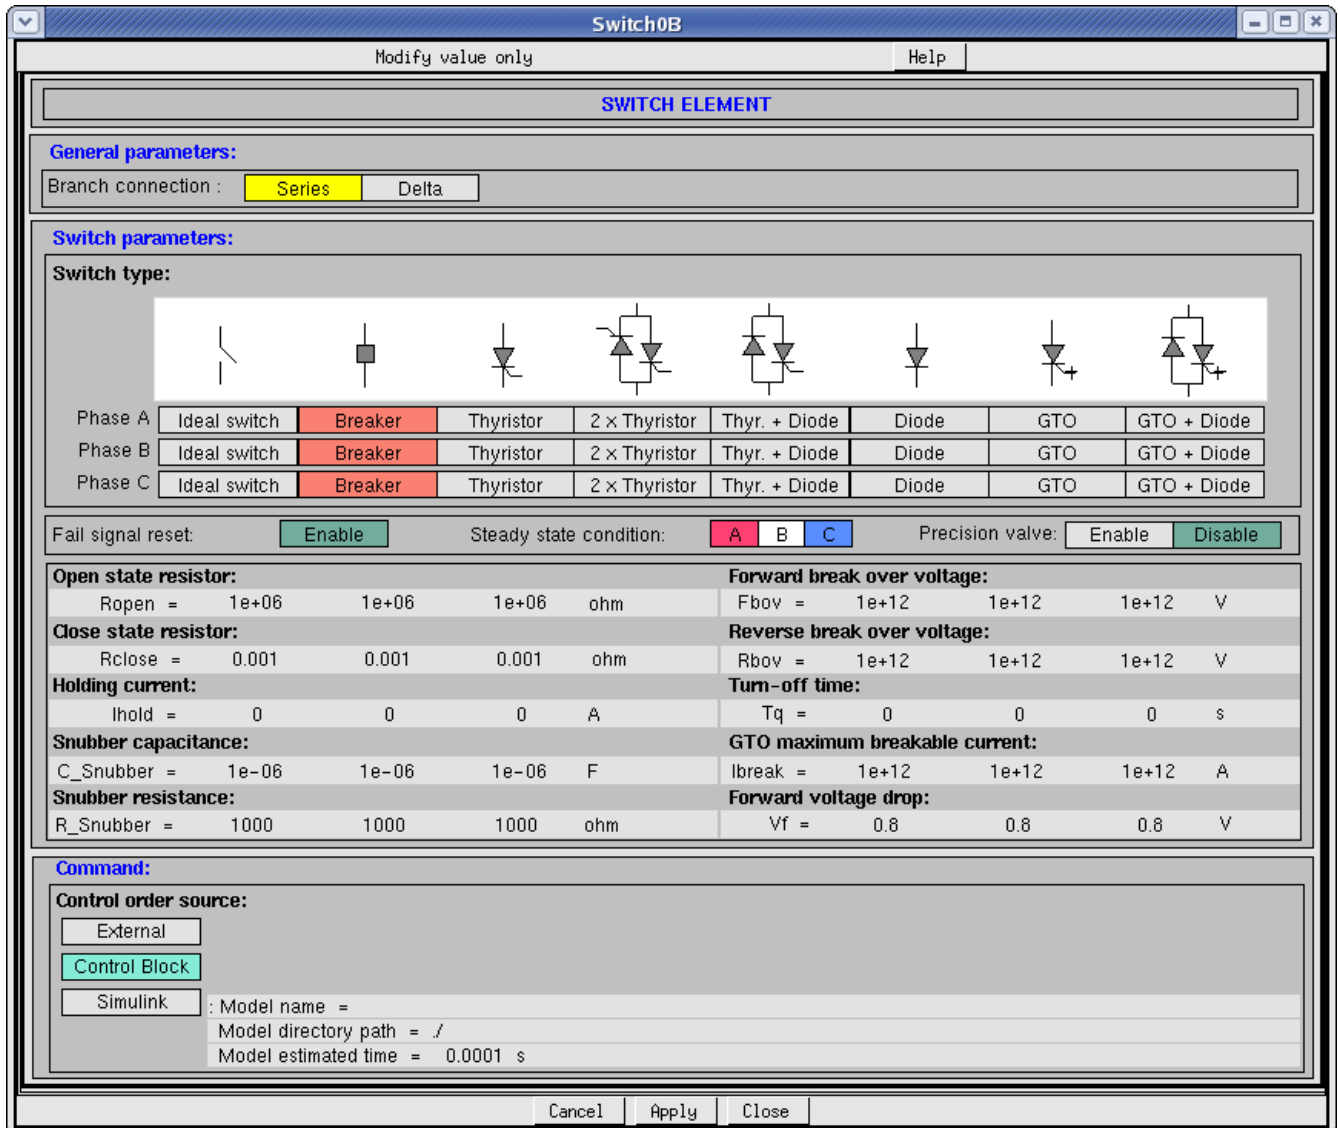 Switch0B
Modify value only Help
SWITCH ELEMENT
General parameters:
Branch connection : Series Delta
Switch parameters:
Switch type:
Phase A Ideal switch Breaker Thyristor 2 x Thyristor Thyr. + Diode Diode GTO GTO + Diode
Phase B Ideal switch Breaker Thyristor 2 x Thyristor Thyr. + Diode Diode GTO GTO + Diode
Phase C Ideal switch Breaker Thyristor 2 x Thyristor Thyr. + Diode Diode GTO GTO + Diode
Fail signal reset: Enable Steady state condition: A B C Precision valve: Enable Disable
Open state resistor: Forward break over voltage:
Ropen = 1e+06 1e+06 1e+06 ohm Fbov = 1e+12 1e+12 1e+12 V
Close state resistor: Reverse break over voltage:
Rclose = 0.001 0.001 0.001 ohm Rbov = 1e+12 1e+12 1e+12 V
Holding current: Turn-off time:
Ihold = 0 0 0 A Tq = 0 0 0 s
Snubber capacitance: GTO maximum breakable current:
C_Snubber = 1e-06 1e-06 1e-06 F Ibreak = 1e+12 1e+12 1e+12 A
Snubber resistance: Forward voltage drop:
R_Snubber = 1000 1000 1000 ohm Vf = 0.8 0.8 0.8 V
Command:
Control order source:
External
Control Block
Simulink : Model name =
Model directory path = ./
Model estimated time = 0.0001 s
Cancel Apply Close